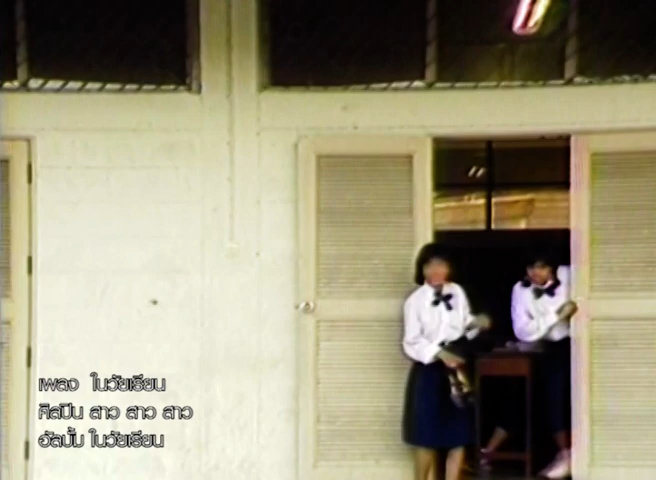 เพลง ในวัยเรียน
ศิลปิน สาว สาว สาว
อัลบั้ม ในวัยเรียน